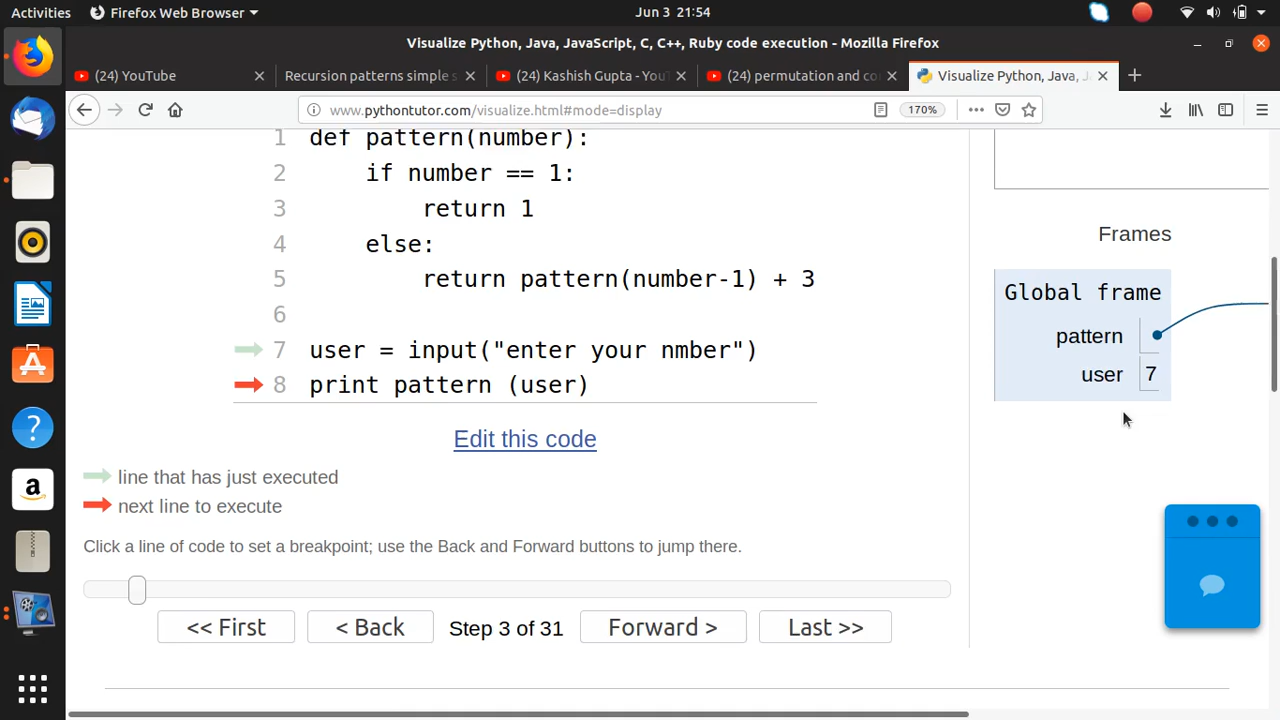 Activities
Firefox Web Browser
Jun 3 21:54
Visualize Python, Java, JavaScript, C, C++, Ruby code execution - Mozilla Firefox
(24) YouTube
Recursion patterns simple s
(24) Kashish Gupta - You
(24) permutation and co
Visualize Python, Java, J
www.pythontutor.com/visualize.html#mode=display
170%
1 def pattern(number):
2 if number == 1:
3 return 1
4 else:
5 return pattern(number-1) + 3
6
7 user = input("enter your nmber")
8 print pattern (user)
Edit this code
line that has just executed
next line to execute
Click a line of code to set a breakpoint; use the Back and Forward buttons to jump there.
<< First
< Back
Step 3 of 31
Forward >
Last >>
Frames
Global frame
pattern
user 7